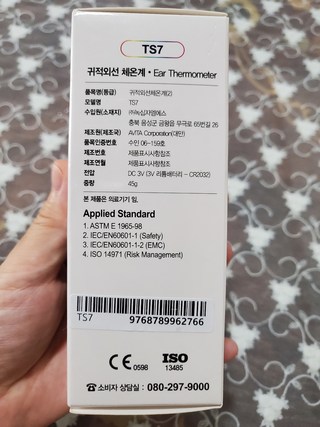 TS7
귀적외선 체온계 • Ear Thermometer
품목명(등급) 귀적외선체온계(2)
모델명 TS7
수입원(소재지) ㈜녹십자엠에스
충북 음성군 금왕읍 무극로 65번길 26
제조원(제조국) AViTA Corporation(대만)
품목인증번호 수인 06-159호
제조번호 제품표시사항참조
제조연월 제품표시사항참조
전압 DC 3V (3V 리튬배터리 - CR2032)
중량 45g
본 제품은 의료기기 임.
Applied Standard
1. ASTM E 1965-98
2. IEC/EN60601-1 (Safety)
3. IEC/EN60601-1-2 (EMC)
4. ISO 14971 (Risk Management)
TS7 9768789962766
CE 0598 ISO 13485
☎소비자 상담실 : 080-297-9000